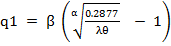 q1 = β ( α√(0.2877/λθ) − 1 )